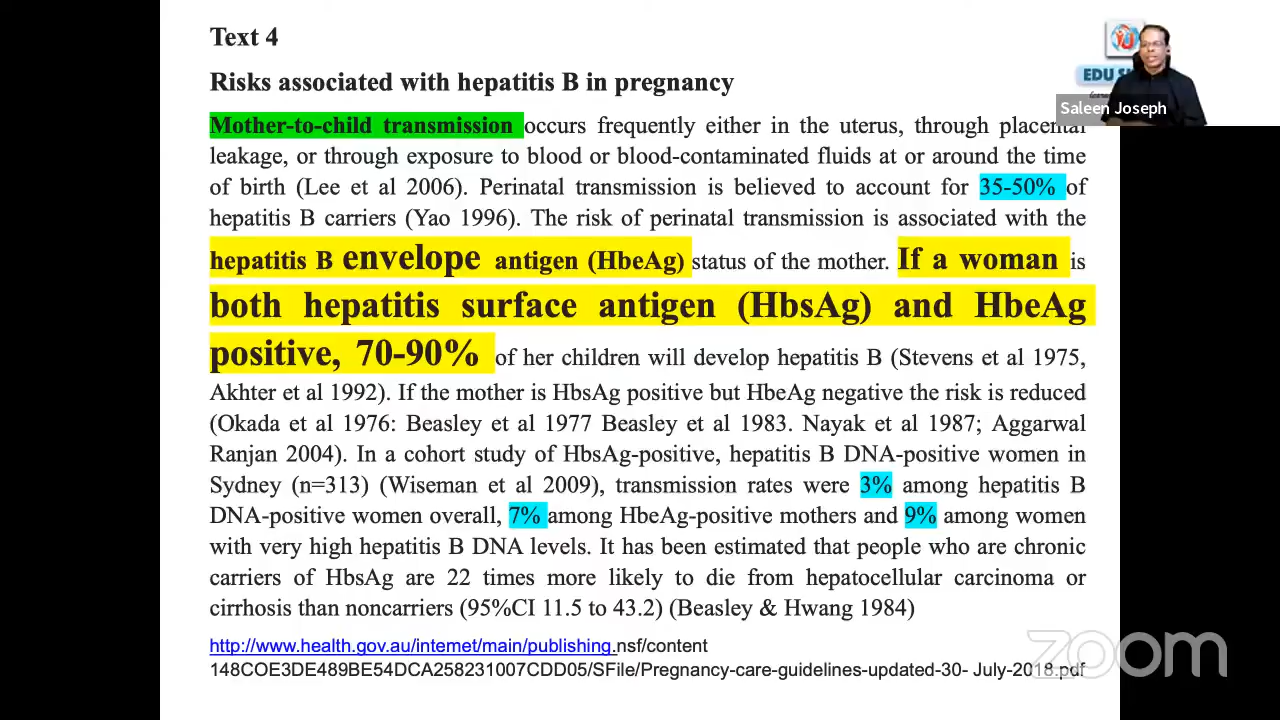 Text 4
Risks associated with hepatitis B in pregnancy
Mother-to-child transmission occurs frequently either in the uterus, through placental
leakage, or through exposure to blood or blood-contaminated fluids at or around the time
of birth (Lee et al 2006). Perinatal transmission is believed to account for 35-50% of
hepatitis B carriers (Yao 1996). The risk of perinatal transmission is associated with the
hepatitis B envelope antigen (HbeAg) status of the mother. If a woman is
both hepatitis surface antigen (HbsAg) and HbeAg
positive, 70-90% of her children will develop hepatitis B (Stevens et al 1975,
Akhter et al 1992). If the mother is HbsAg positive but HbeAg negative the risk is reduced
(Okada et al 1976: Beasley et al 1977 Beasley et al 1983. Nayak et al 1987; Aggarwal
Ranjan 2004). In a cohort study of HbsAg-positive, hepatitis B DNA-positive women in
Sydney (n=313) (Wiseman et al 2009), transmission rates were 3% among hepatitis B
DNA-positive women overall, 7% among HbeAg-positive mothers and 9% among women
with very high hepatitis B DNA levels. It has been estimated that people who are chronic
carriers of HbsAg are 22 times more likely to die from hepatocellular carcinoma or
cirrhosis than noncarriers (95%CI 11.5 to 43.2) (Beasley & Hwang 1984)
http://www.health.gov.au/intemet/main/publishing.nsf/content
148COE3DE489BE54DCA258231007CDD05/SFile/Pregnancy-care-guidelines-updated-30- July-2018.pdf
EDU
Saleen Joseph
zoom